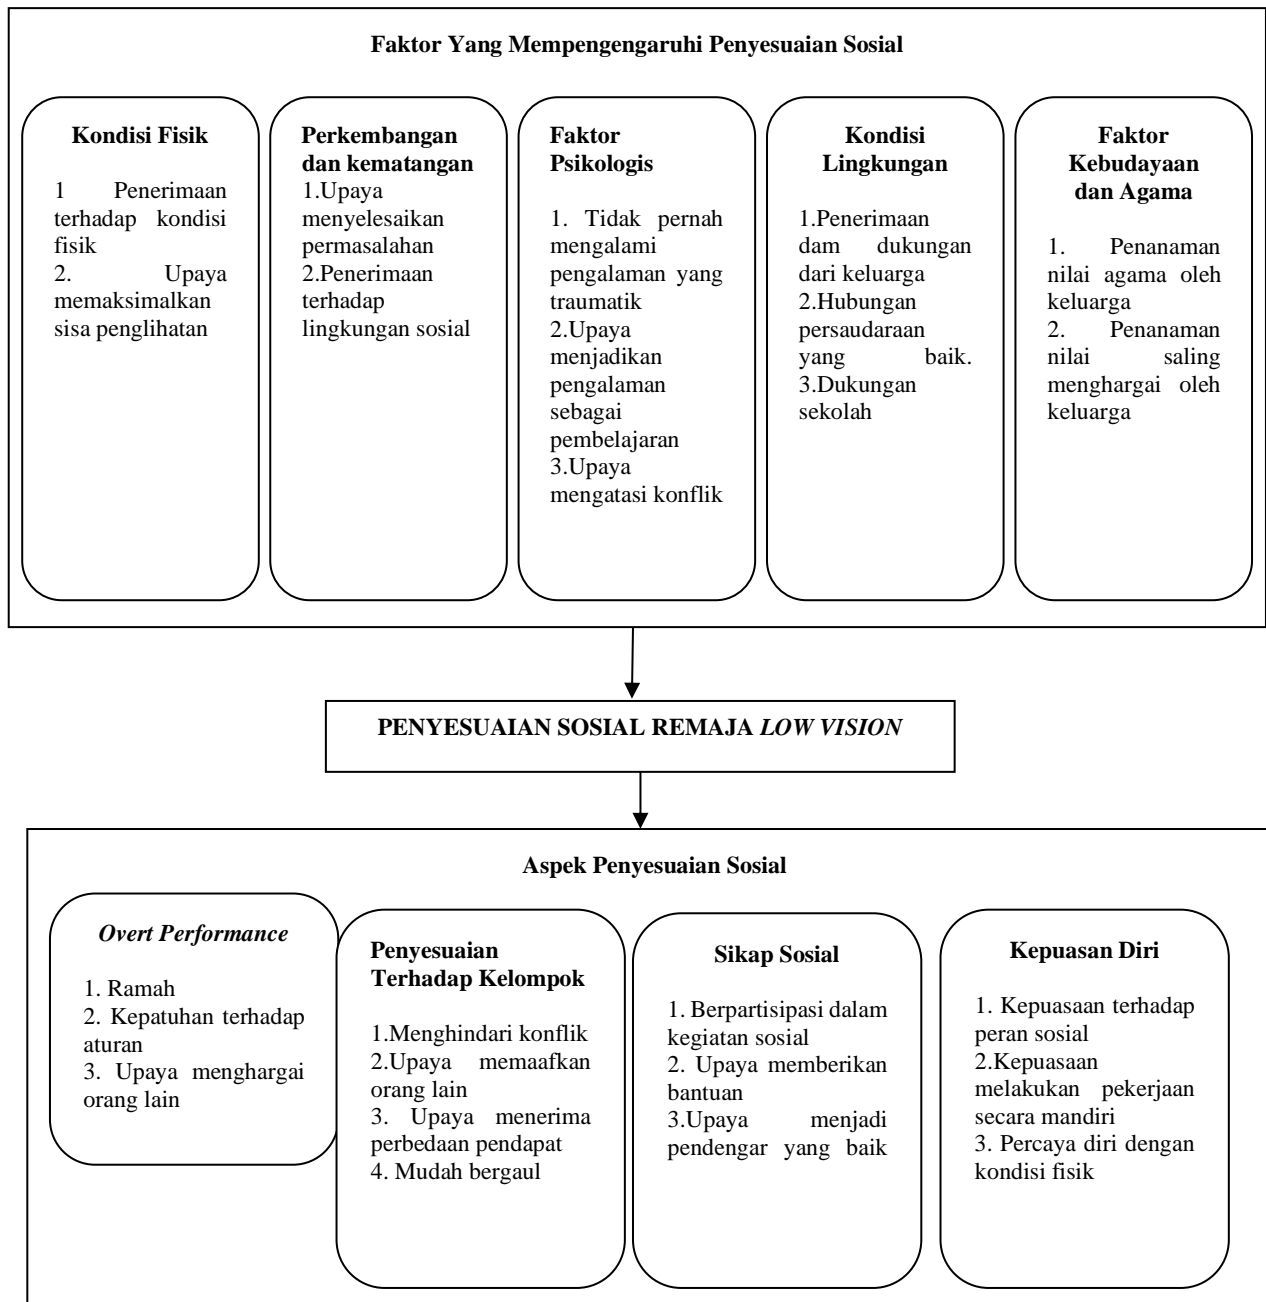 Faktor Yang Mempengengaruhi Penyesuaian Sosial
Kondisi Fisik
1 Penerimaan
terhadap kondisi
fisik
2. Upaya
memaksimalkan
sisa penglihatan
Perkembangan
dan kematangan
1.Upaya
menyelesaikan
permasalahan
2.Penerimaan
terhadap
lingkungan sosial
Faktor
Psikologis
1. Tidak pernah
mengalami
pengalaman yang
traumatik
2.Upaya
menjadikan
pengalaman
sebagai
pembelajaran
3.Upaya
mengatasi konflik
Kondisi
Lingkungan
1.Penerimaan
dam dukungan
dari keluarga
2.Hubungan
persaudaraan
yang baik.
3.Dukungan
sekolah
Faktor
Kebudayaan
dan Agama
1. Penanaman
nilai agama oleh
keluarga
2. Penanaman
nilai saling
menghargai oleh
keluarga
PENYESUAIAN SOSIAL REMAJA LOW VISION
Aspek Penyesuaian Sosial
Overt Performance
1. Ramah
2. Kepatuhan terhadap
aturan
3. Upaya menghargai
orang lain
Penyesuaian
Terhadap Kelompok
1.Menghindari konflik
2.Upaya memaafkan
orang lain
3. Upaya menerima
perbedaan pendapat
4. Mudah bergaul
Sikap Sosial
1. Berpartisipasi dalam
kegiatan sosial
2. Upaya memberikan
bantuan
3.Upaya menjadi
pendengar yang baik
Kepuasan Diri
1. Kepuasaan terhadap
peran sosial
2.Kepuasaan
melakukan pekerjaan
secara mandiri
3. Percaya diri dengan
kondisi fisik